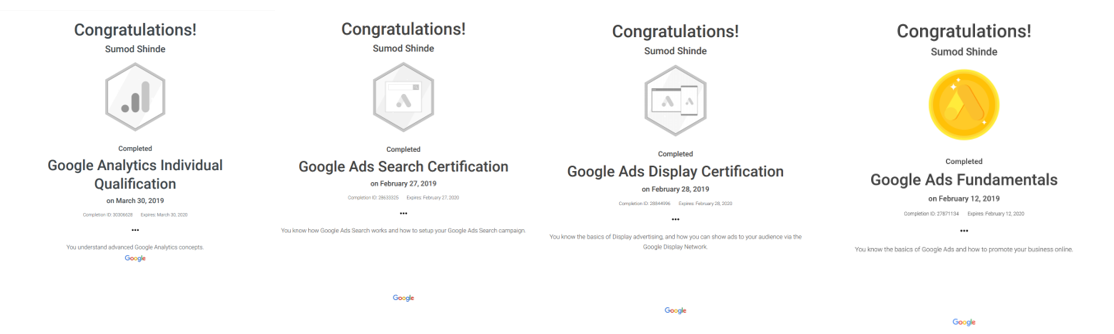 Congratulations!
Sumod Shinde
Completed
Google Analytics Individual
Qualification
on March 30, 2019
Completion ID: 30306928 Expires: March 30, 2020
•••
You understand advanced Google Analytics concepts.
Google
Congratulations!
Sumod Shinde
Completed
Google Ads Search Certification
on February 27, 2019
Completion ID: Expires: February 27, 2020
•••
You know how Google Ads Search works and how to setup your Google Ads Search campaign.
Google
Congratulations!
Sumod Shinde
Completed
Google Ads Display Certification
on February 28, 2019
Completion ID: Expires: February 28, 2020
•••
You know the basics of Display advertising, and how you can show ads to your audience via the
Google Display Network.
Google
Congratulations!
Sumod Shinde
Completed
Google Ads Fundamentals
on February 12, 2019
Completion ID: 27871134 Expires: February 12, 2020
•••
You know the basics of Google Ads and how to promote your business online.
Google